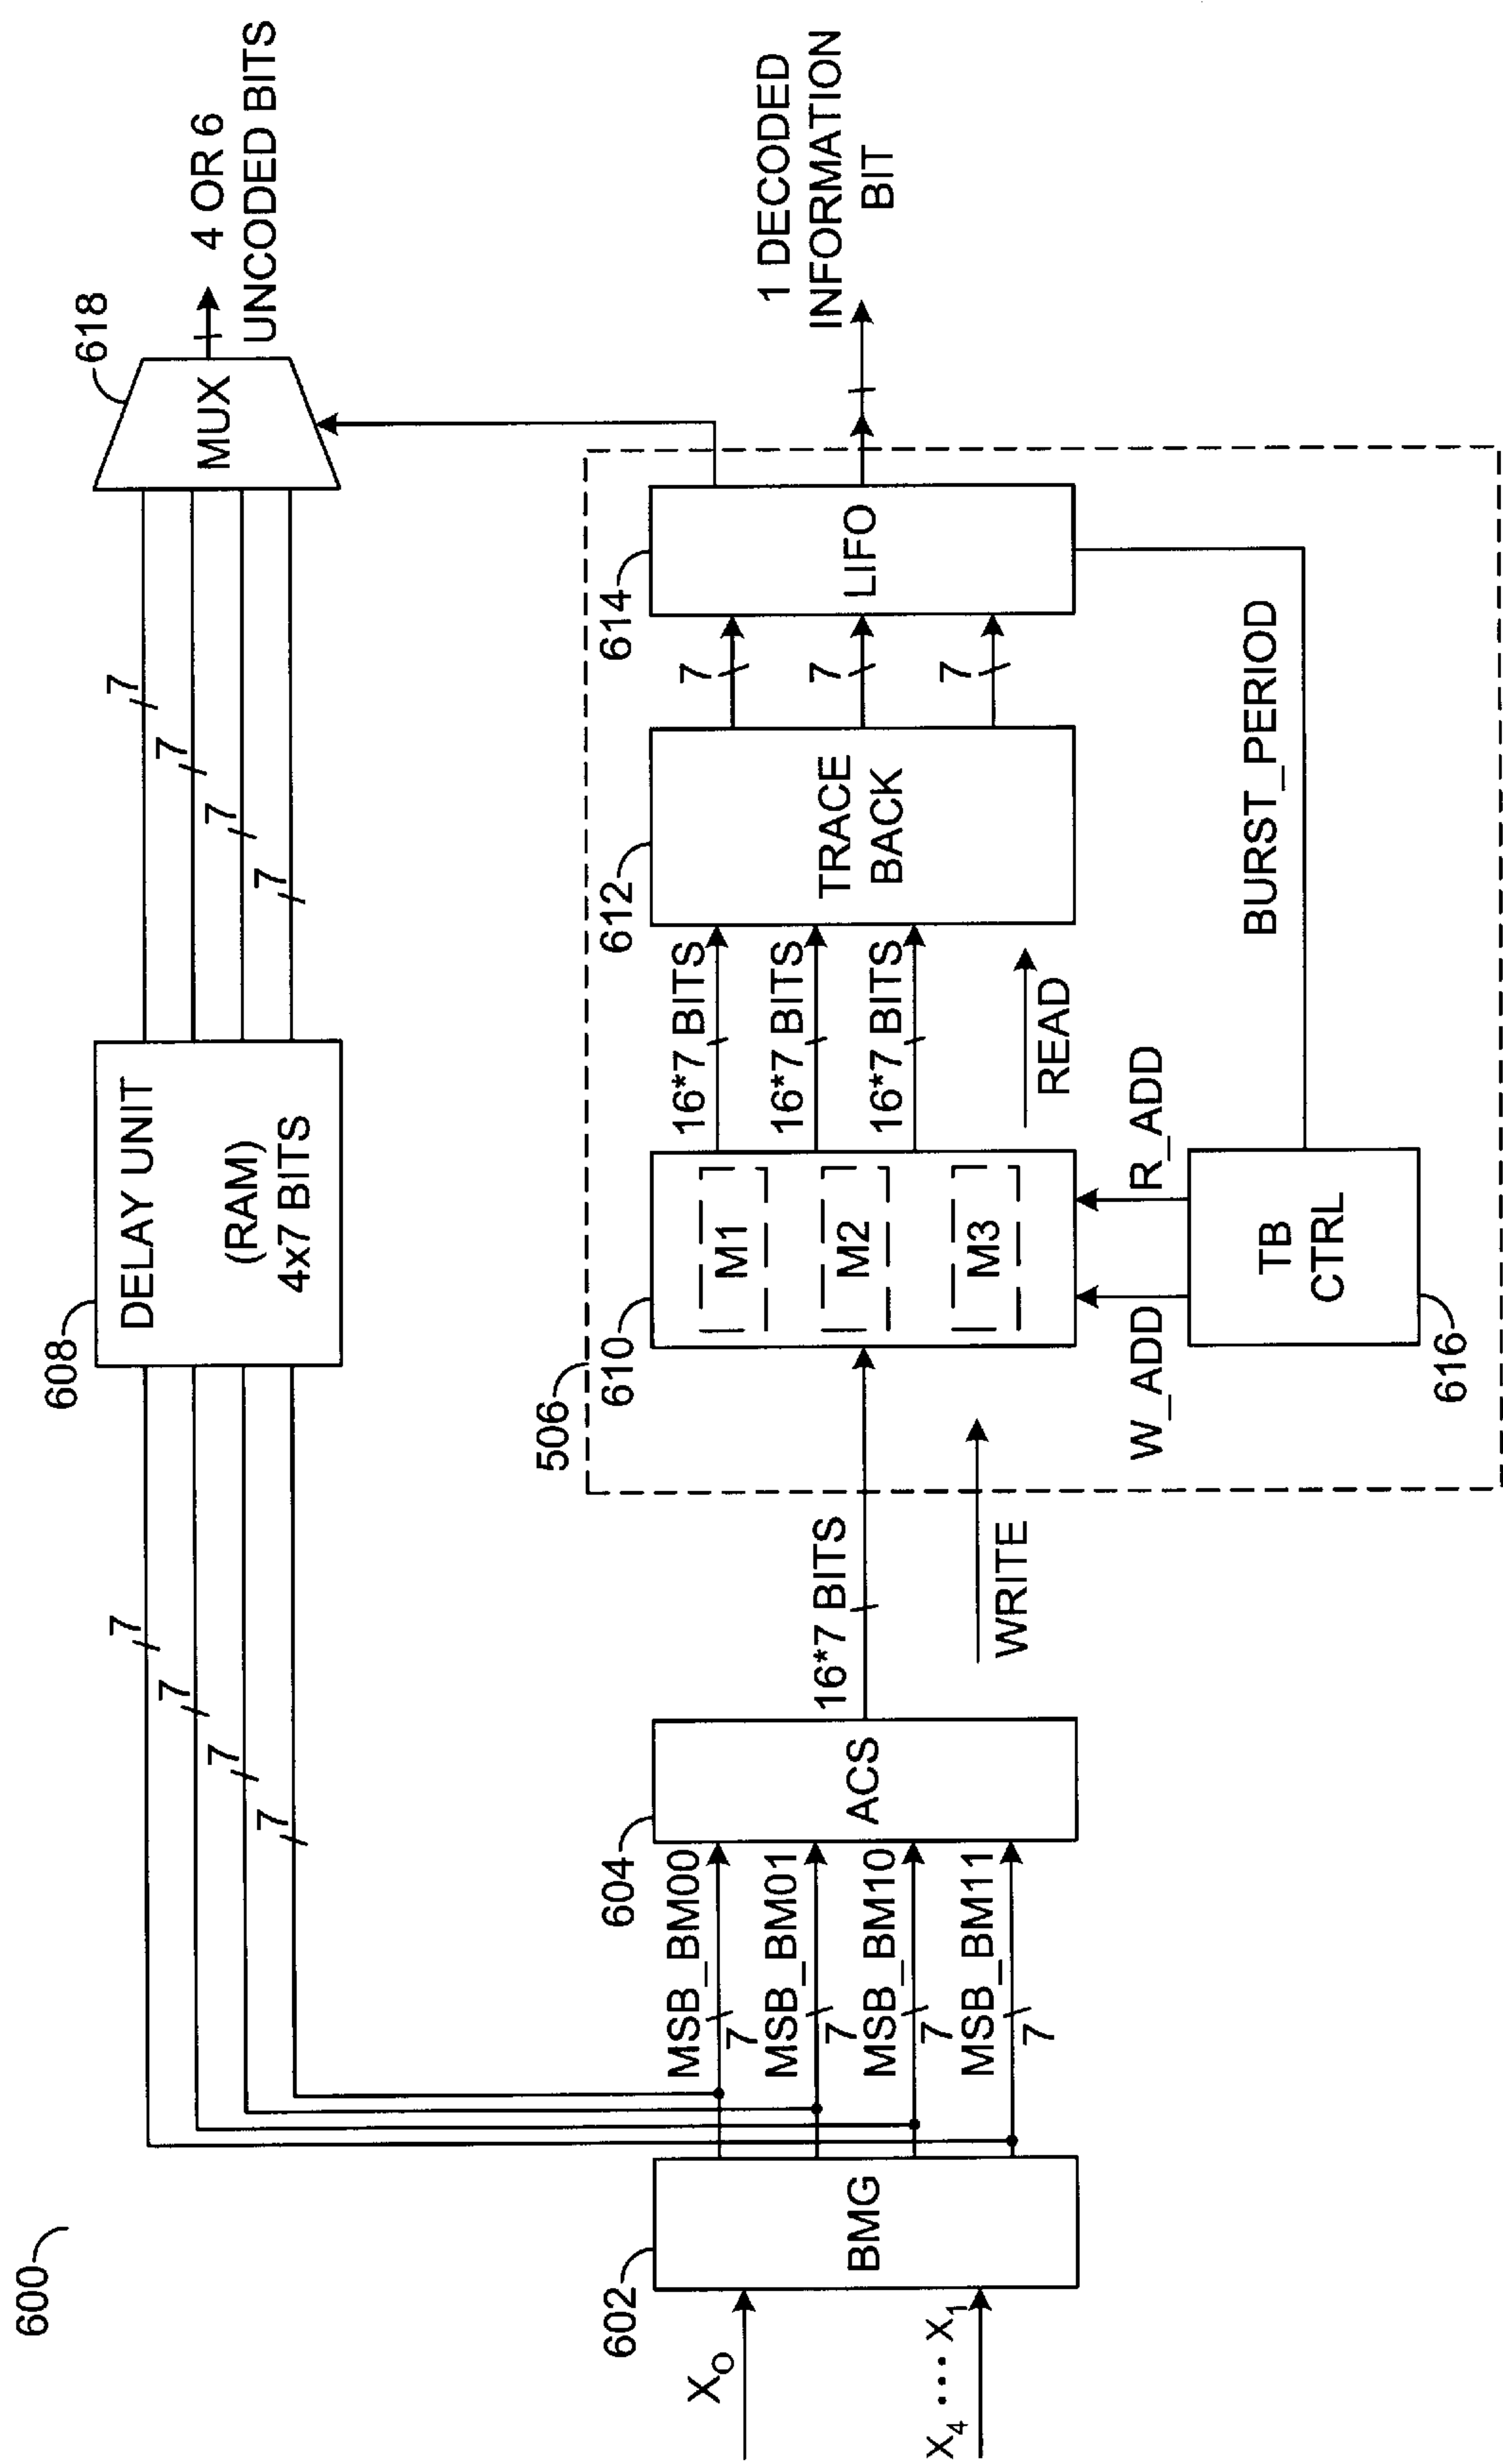 600
608
DELAY UNIT
(RAM)
4x7 BITS
7
7
7
7
7
7
7
7
618
MUX
4 OR 6
UNCODED BITS
602
BMG
X0
X4 • • • X1
MSB_BM00
7
MSB_BM01
7
MSB_BM10
7
MSB_BM11
7
604
ACS
16*7 BITS
WRITE
506
610
M1
M2
M3
16*7 BITS
16*7 BITS
16*7 BITS
READ
612
TRACE
BACK
7
7
7
614
LIFO
1 DECODED
INFORMATION
BIT
W_ADD
R_ADD
TB
CTRL
616
BURST_PERIOD